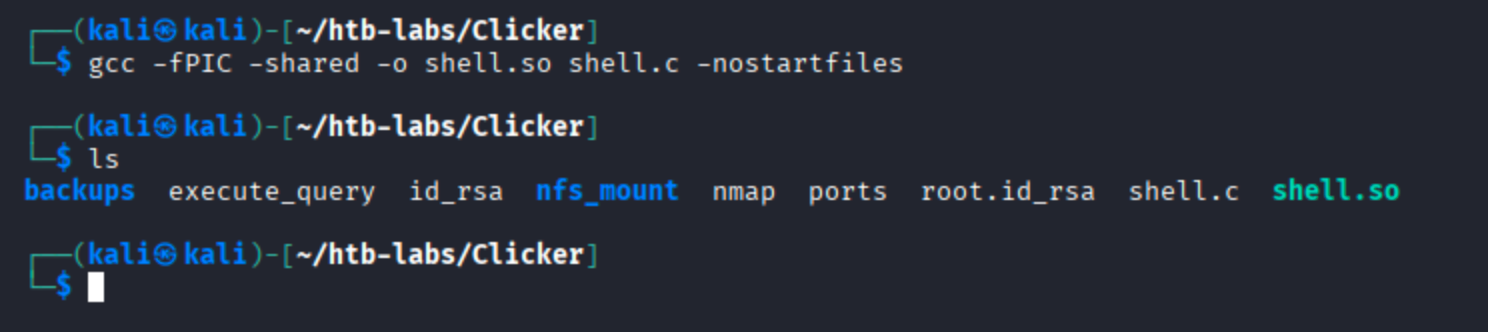 ┌──(kali㉿kali)-[~/htb-labs/Clicker]
└─$ gcc -fPIC -shared -o shell.so shell.c -nostartfiles
┌──(kali㉿kali)-[~/htb-labs/Clicker]
└─$ ls
backups  execute_query  id_rsa  nfs_mount  nmap  ports  root.id_rsa  shell.c  shell.so
┌──(kali㉿kali)-[~/htb-labs/Clicker]
└─$